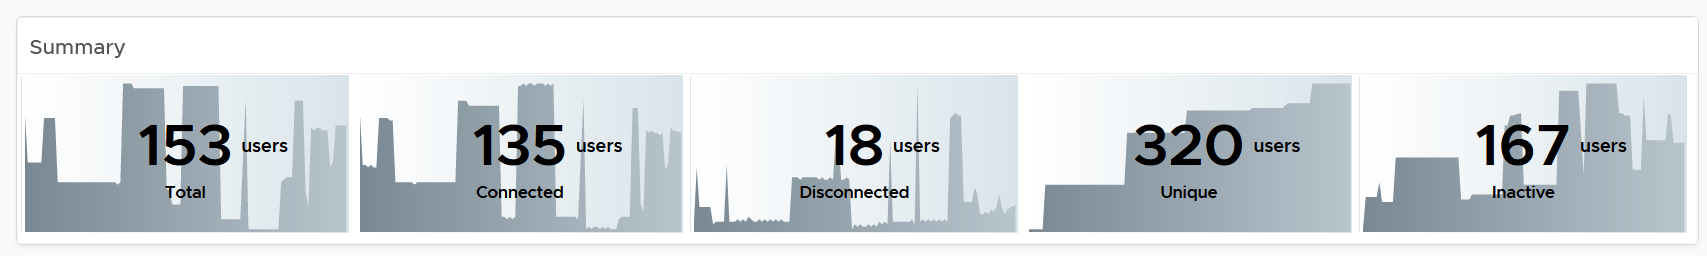 Summary
153 users
Total
135 users
Connected
18 users
Disconnected
320 users
Unique
167 users
Inactive